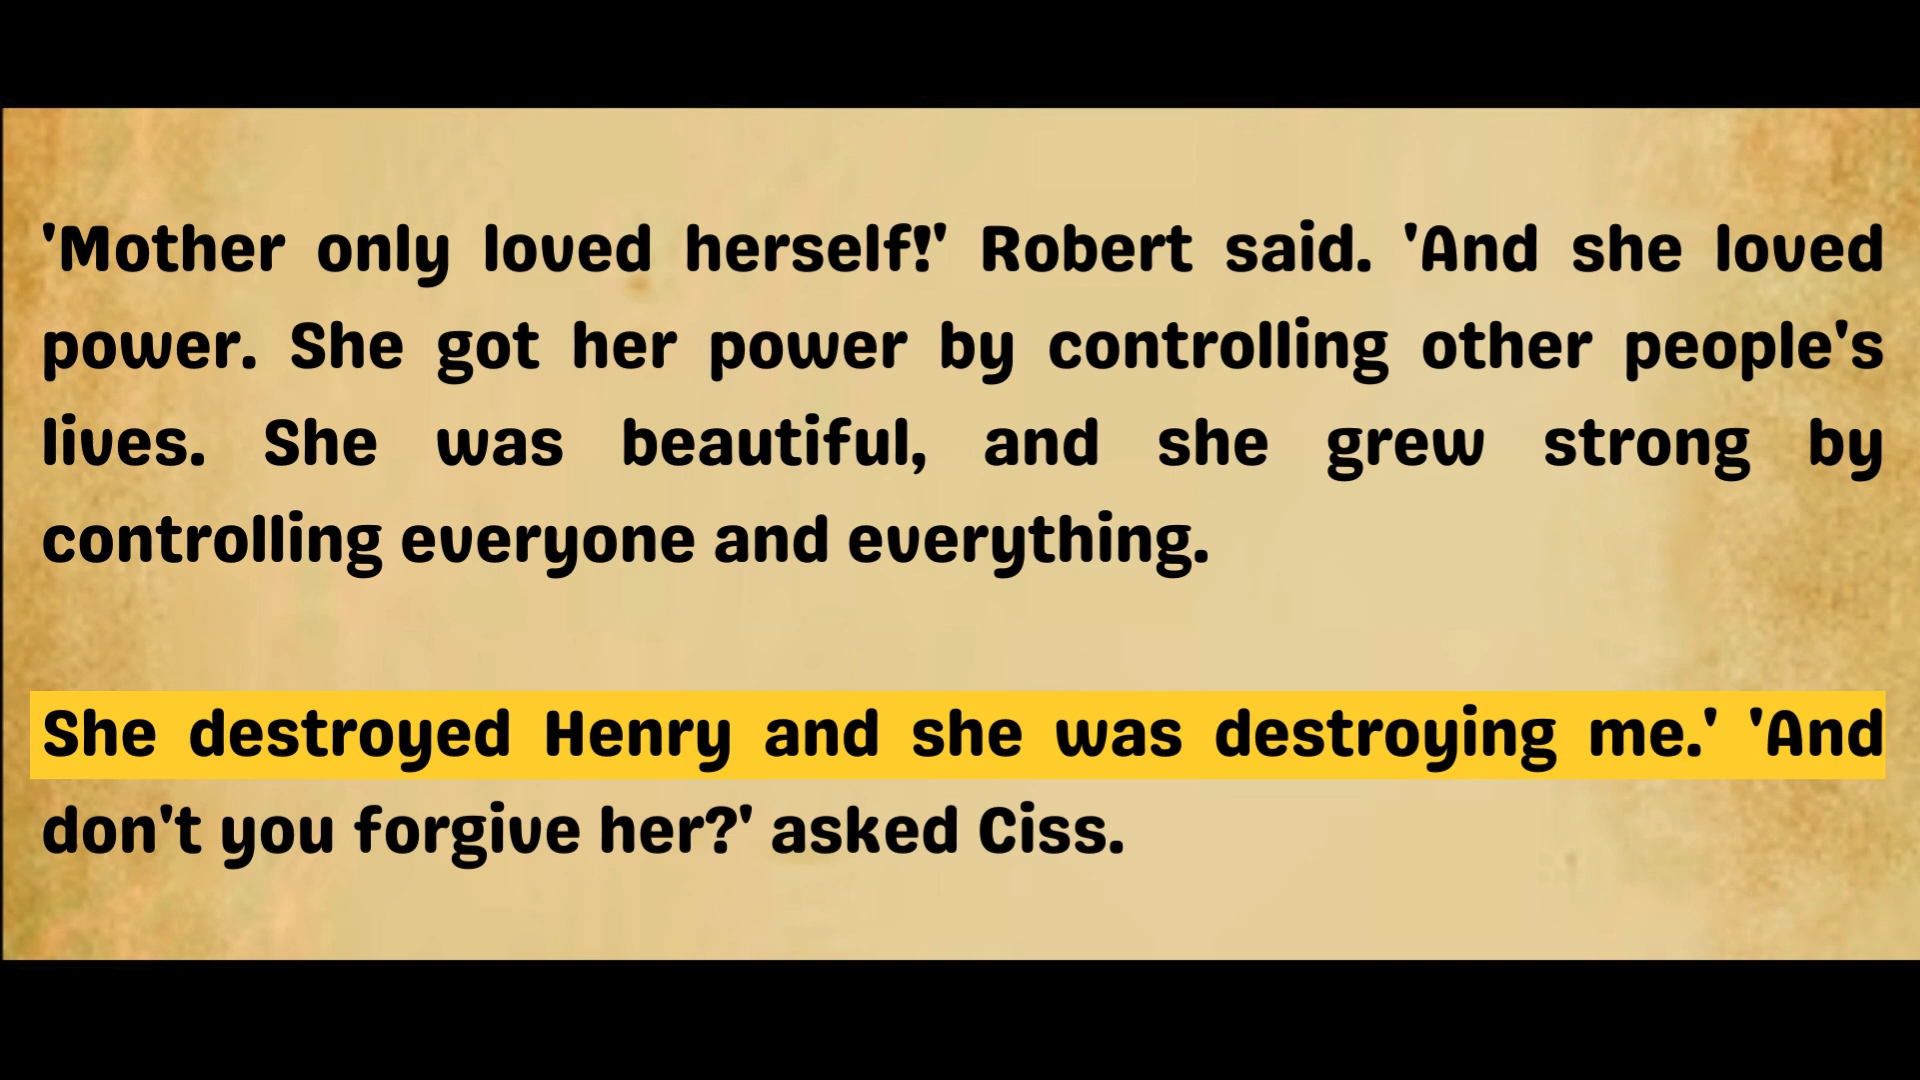 'Mother only loved herself!' Robert said. 'And she loved
power. She got her power by controlling other people's
lives. She was beautiful, and she grew strong by
controlling everyone and everything.
She destroyed Henry and she was destroying me.' 'And
don't you forgive her?' asked Ciss.